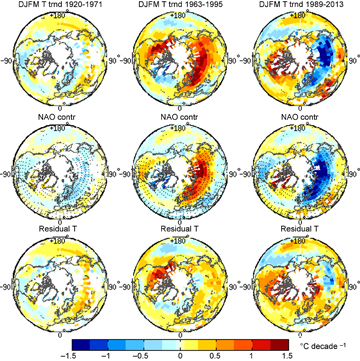 DJFM T trnd 1920-1971 DJFM T trnd 1963-1995 DJFM T trnd 1989-2013
+180 +180 +180
−90° 90° −90° 90° −90° 90°
0 0 0
NAO contr NAO contr NAO contr
+180 +180 +180
−90° 90° −90° 90° −90° 90°
0 0 0
Residual T Residual T Residual T
+180 +180 +180
−90° 90° −90° 90° −90° 90°
0 0 0
°C decade −1
−1.5 −1 −0.5 0 0.5 1 1.5